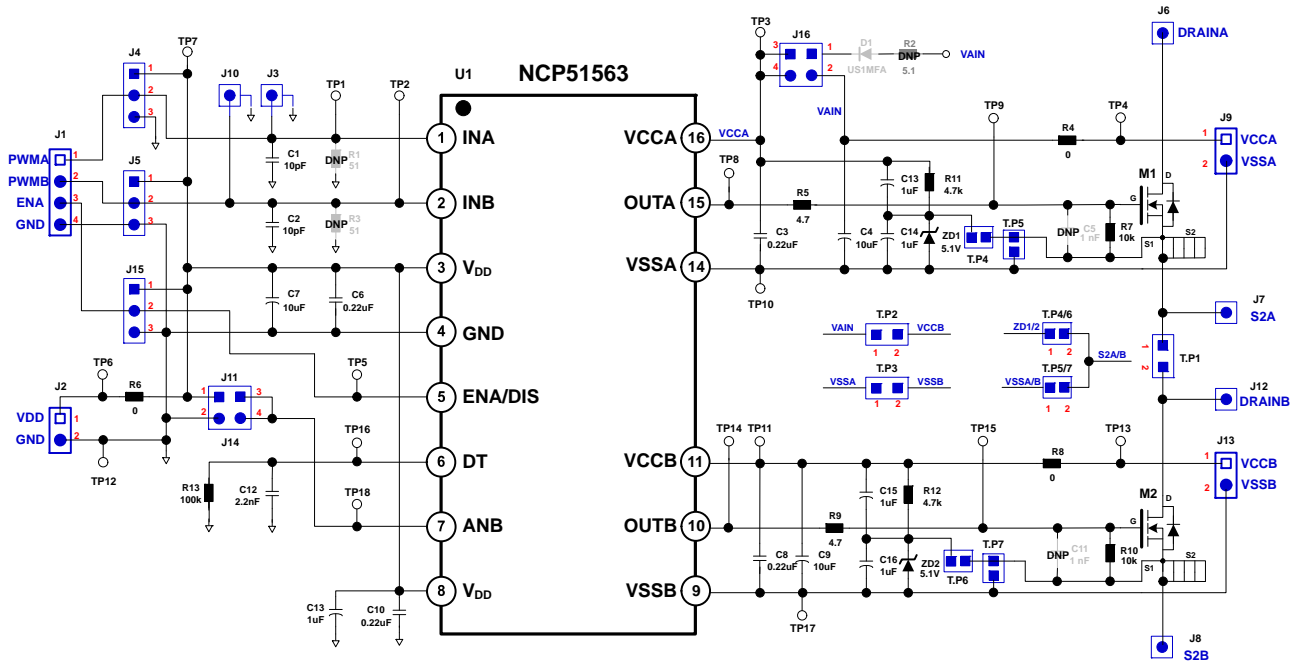 J6
DRAINA
TP3
J16
3
1
4
2
D1
US1MFA
R2
DNP
5.1
VAIN
VAIN
J4
1
2
3
TP7
J10
J3
TP1
TP2
U1
NCP51563
TP9
R4
0
TP4
J9
1
VCCA
2
VSSA
J1
PWMA
1
PWMB
2
ENA
3
GND
4
C1
10pF
DNP
R1
51
1
INA
VCCA
16
VCCA
TP8
C13
1uF
R11
4.7k
M1
D
G
S1
S2
J5
1
2
3
C2
10pF
DNP
R3
51
2
INB
OUTA
15
R5
4.7
C3
0.22uF
C4
10uF
C14
1uF
ZD1
5.1V
T.P4
T.P5
DNP
C5
1 nF
R7
10k
J15
1
2
3
C7
10uF
C6
0.22uF
3
VDD
VSSA
14
TP10
4
GND
VAIN
T.P2
VCCB
1
2
ZD1/2
T.P4/6
1
2
S2A/B
VSSA
T.P3
VSSB
1
2
VSSA/B
T.P5/7
1
2
J7
S2A
1
2
T.P1
J12
DRAINB
J2
VDD
1
GND
2
TP6
R6
0
TP12
J11
1
3
2
4
J14
TP5
5
ENA/DIS
TP16
6
DT
R13
100k
C12
2.2nF
TP18
7
ANB
C13
1uF
C10
0.22uF
8
VDD
VCCB
11
TP14
TP11
TP15
R8
0
TP13
J13
1
VCCB
2
VSSB
OUTB
10
R9
4.7
C15
1uF
R12
4.7k
M2
D
G
S1
S2
C8
0.22uF
C9
10uF
C16
1uF
ZD2
5.1V
T.P6
T.P7
DNP
C11
1 nF
R10
10k
VSSB
9
TP17
J8
S2B